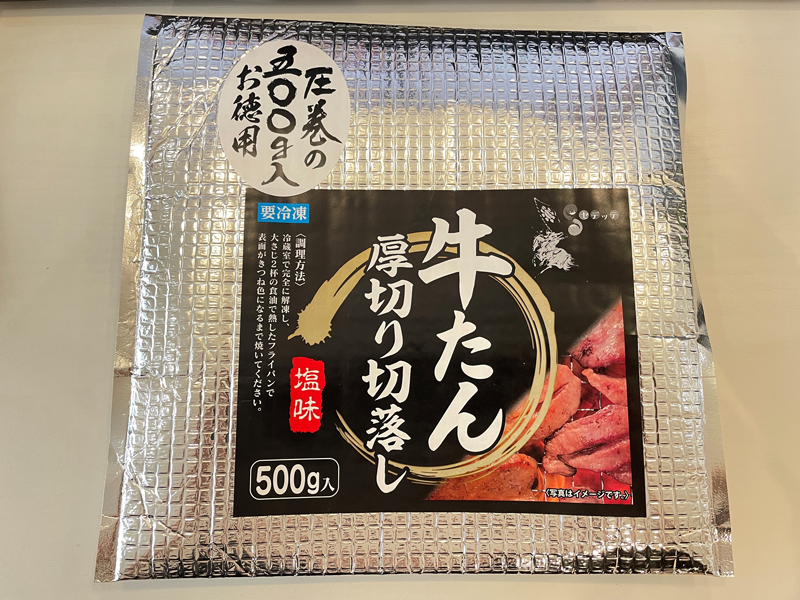 圧巻の
五〇〇g入
お徳用
要冷凍
ヤデッデ
牛たん
厚切り切落し
〈調理方法〉
冷蔵室で完全に解凍し、
大さじ2杯の食油で熱したフライパンで
表面がきつね色になるまで焼いてください。
塩味
500g入
(写真はイメージです。)